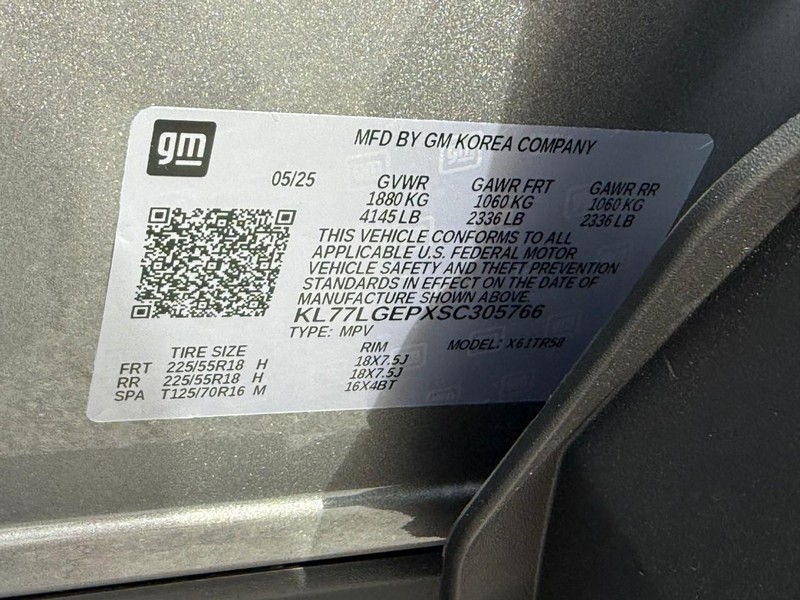 gm
MFD BY GM KOREA COMPANY
05/25 GVWR GAWR FRT GAWR RR
1880 KG 1060 KG 1060 KG
4145 LB 2336 LB 2336 LB
THIS VEHICLE CONFORMS TO ALL
APPLICABLE U.S. FEDERAL MOTOR
VEHICLE SAFETY AND THEFT PREVENTION
STANDARDS IN EFFECT ON THE DATE OF
MANUFACTURE SHOWN ABOVE.
KL77LGEPXSC305766
TYPE: MPV MODEL: X61TR58
TIRE SIZE RIM
FRT 225/55R18 H 18X7.5J
RR 225/55R18 H 18X7.5J
SPA T125/70R16 M 16X4BT